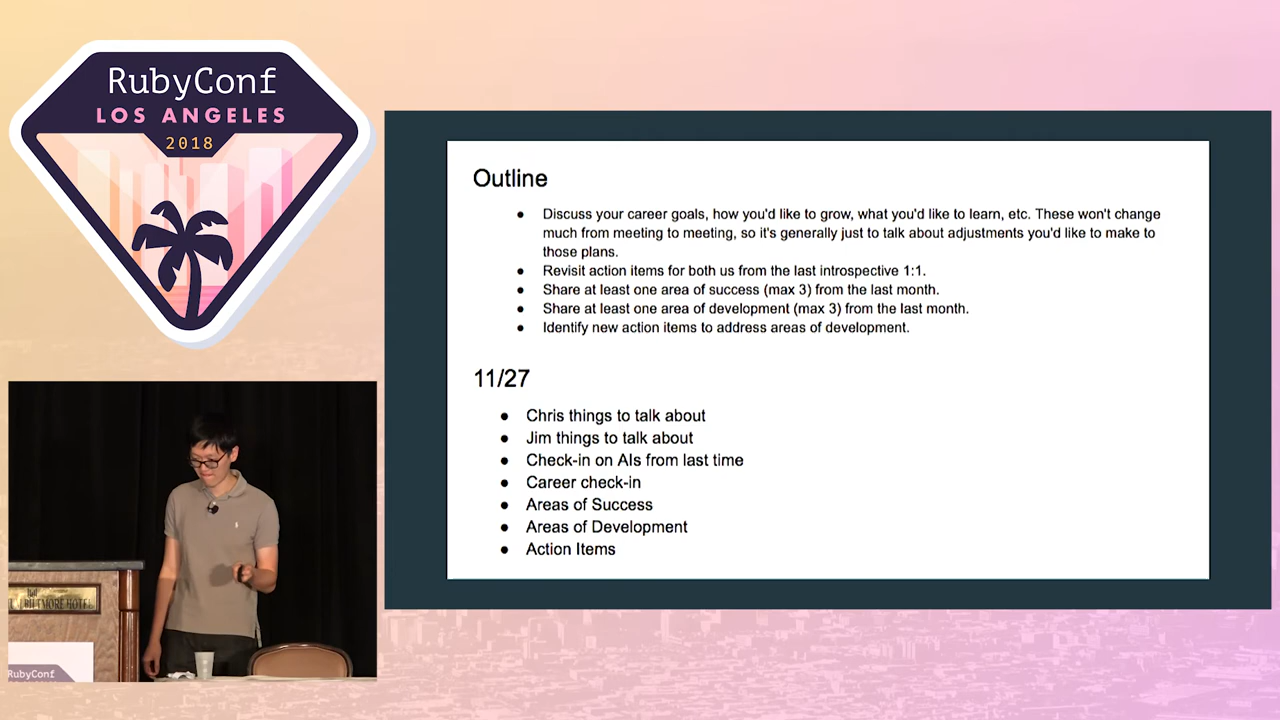 RubyConf
LOS ANGELES
2018
Outline
• Discuss your career goals, how you'd like to grow, what you'd like to learn, etc. These won't change
much from meeting to meeting, so it's generally just to talk about adjustments you'd like to make to
those plans.
• Revisit action items for both us from the last introspective 1:1.
• Share at least one area of success (max 3) from the last month.
• Share at least one area of development (max 3) from the last month.
• Identify new action items to address areas of development.
11/27
• Chris things to talk about
• Jim things to talk about
• Check-in on AIs from last time
• Career check-in
• Areas of Success
• Areas of Development
• Action Items
BILTMORE HOTEL
RubyConf